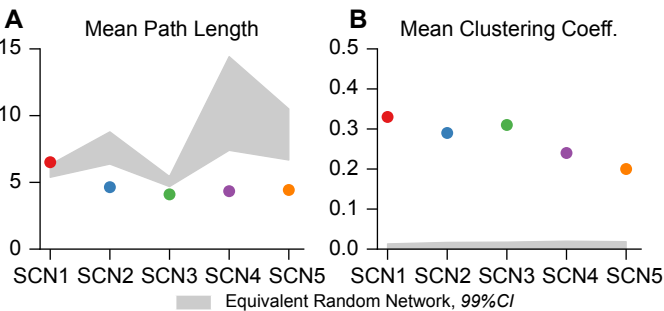 A
Mean Path Length
15
10
5
0
SCN1 SCN2 SCN3 SCN4 SCN5
B
Mean Clustering Coeff.
0.5
0.4
0.3
0.2
0.1
0.0
SCN1 SCN2 SCN3 SCN4 SCN5
Equivalent Random Network, 99%CI